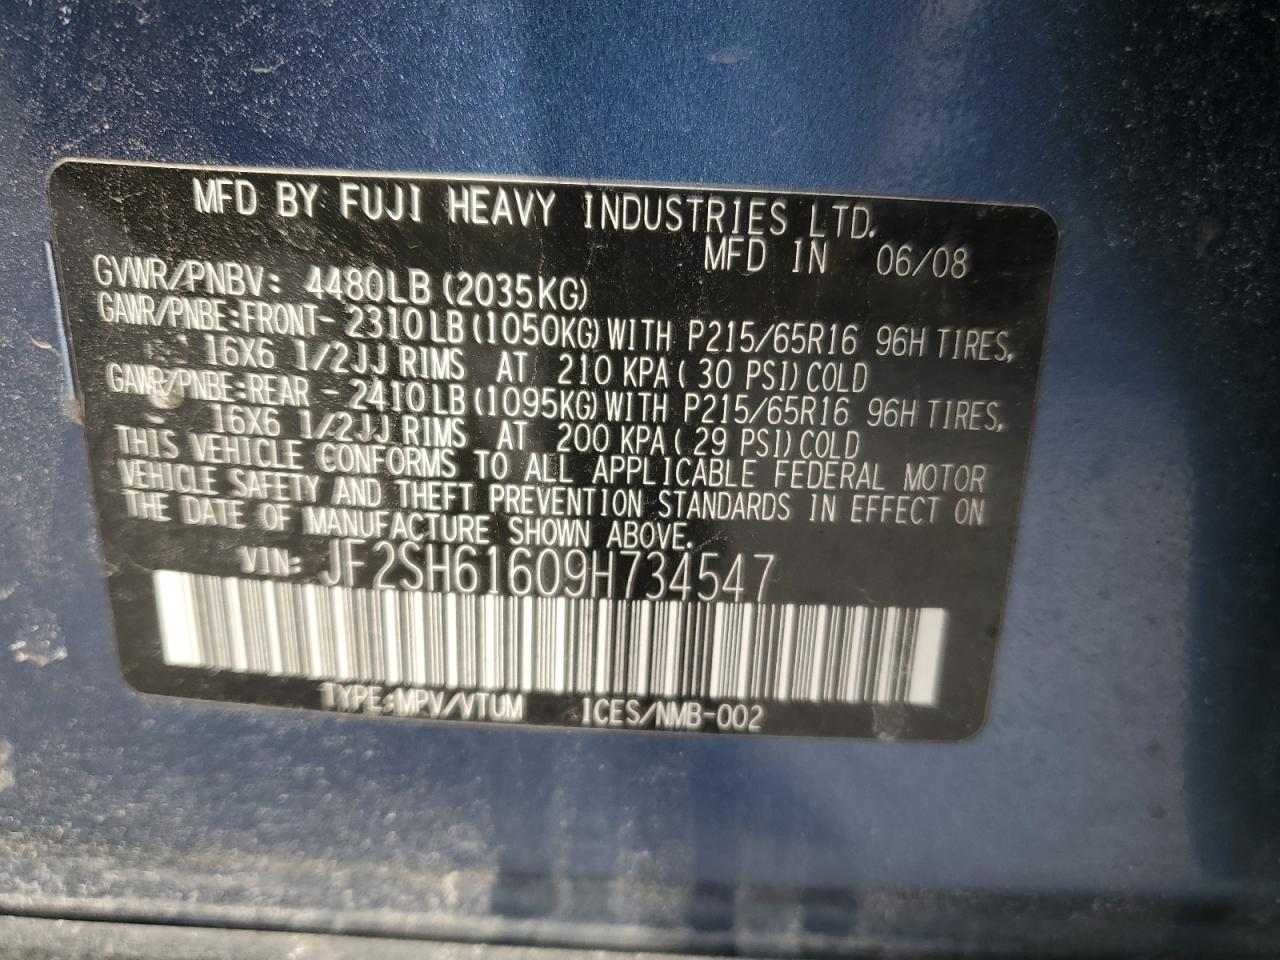 MFD BY FUJI HEAVY INDUSTRIES LTD.
MFD IN 06/08
GVWR/PNBV: 4480LB (2035KG)
GAWR/PNBE:FRONT- 2310LB(1050KG)WITH P215/65R16 96H TIRES,
16X6 1/2JJ RIMS AT 210 KPA( 30 PSI)COLD
GAWR/PNBE:REAR - 2410LB(1095KG)WITH P215/65R16 96H TIRES,
16X6 1/2JJ RIMS AT 200 KPA( 29 PSI)COLD
THIS VEHICLE CONFORMS TO ALL APPLICABLE FEDERAL MOTOR
VEHICLE SAFETY AND THEFT PREVENTION STANDARDS IN EFFECT ON
THE DATE OF MANUFACTURE SHOWN ABOVE.
VIN: JF2SH61609H734547
TYPE:MPV/VTUM ICES/NMB-002